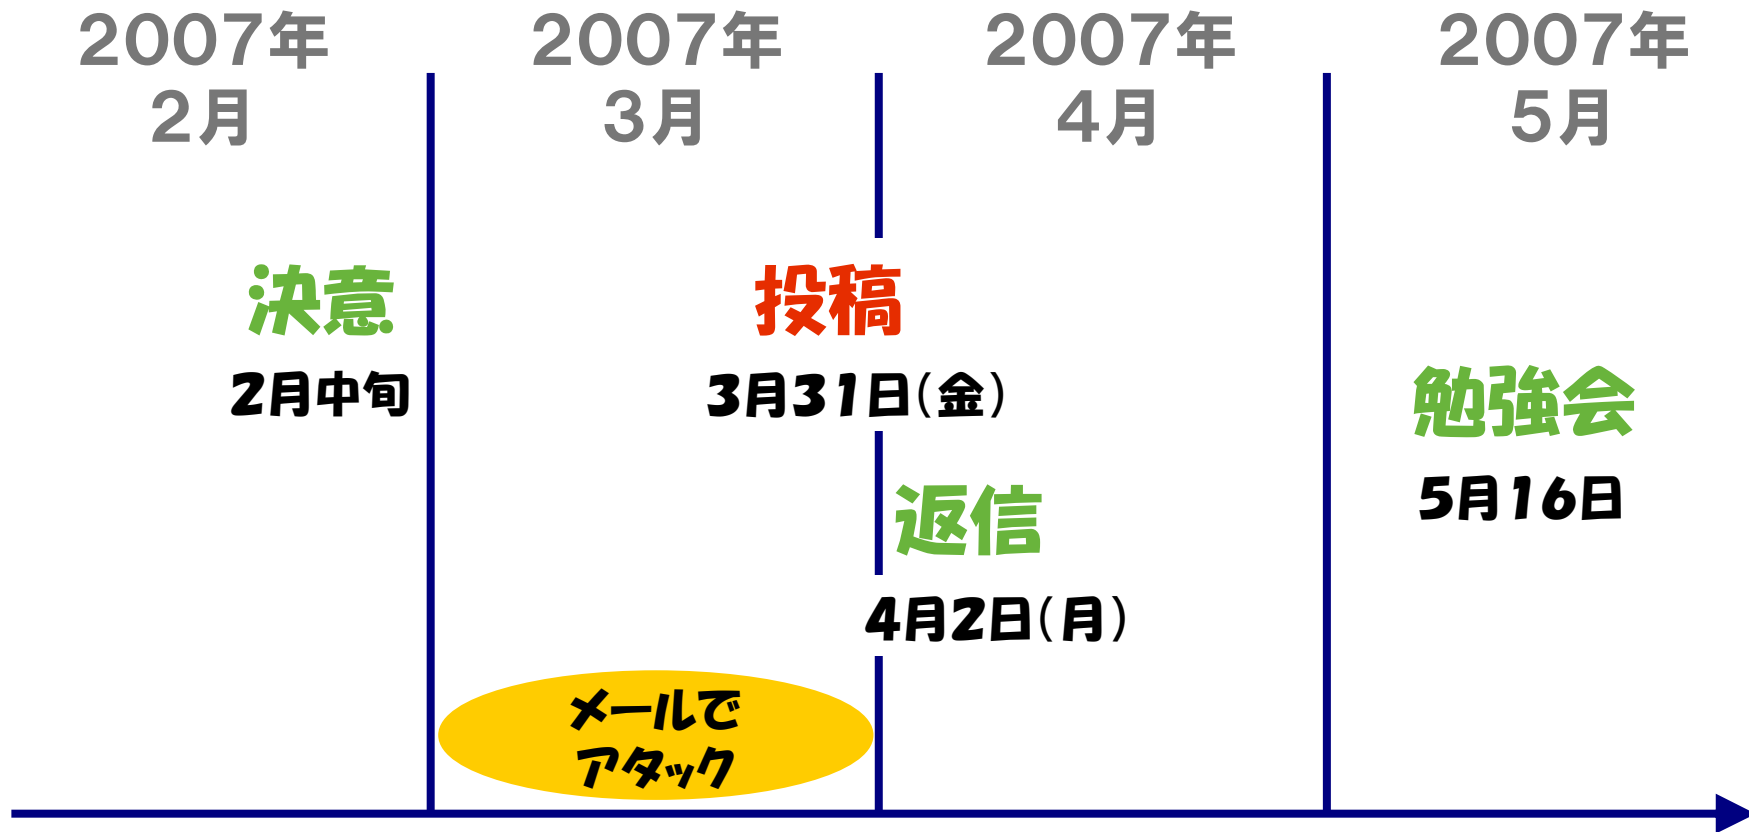 2007年
2月
2007年
3月
2007年
4月
2007年
5月
決意
2月中旬
投稿
3月31日(金)
返信
4月2日(月)
勉強会
5月16日
メールで
アタック